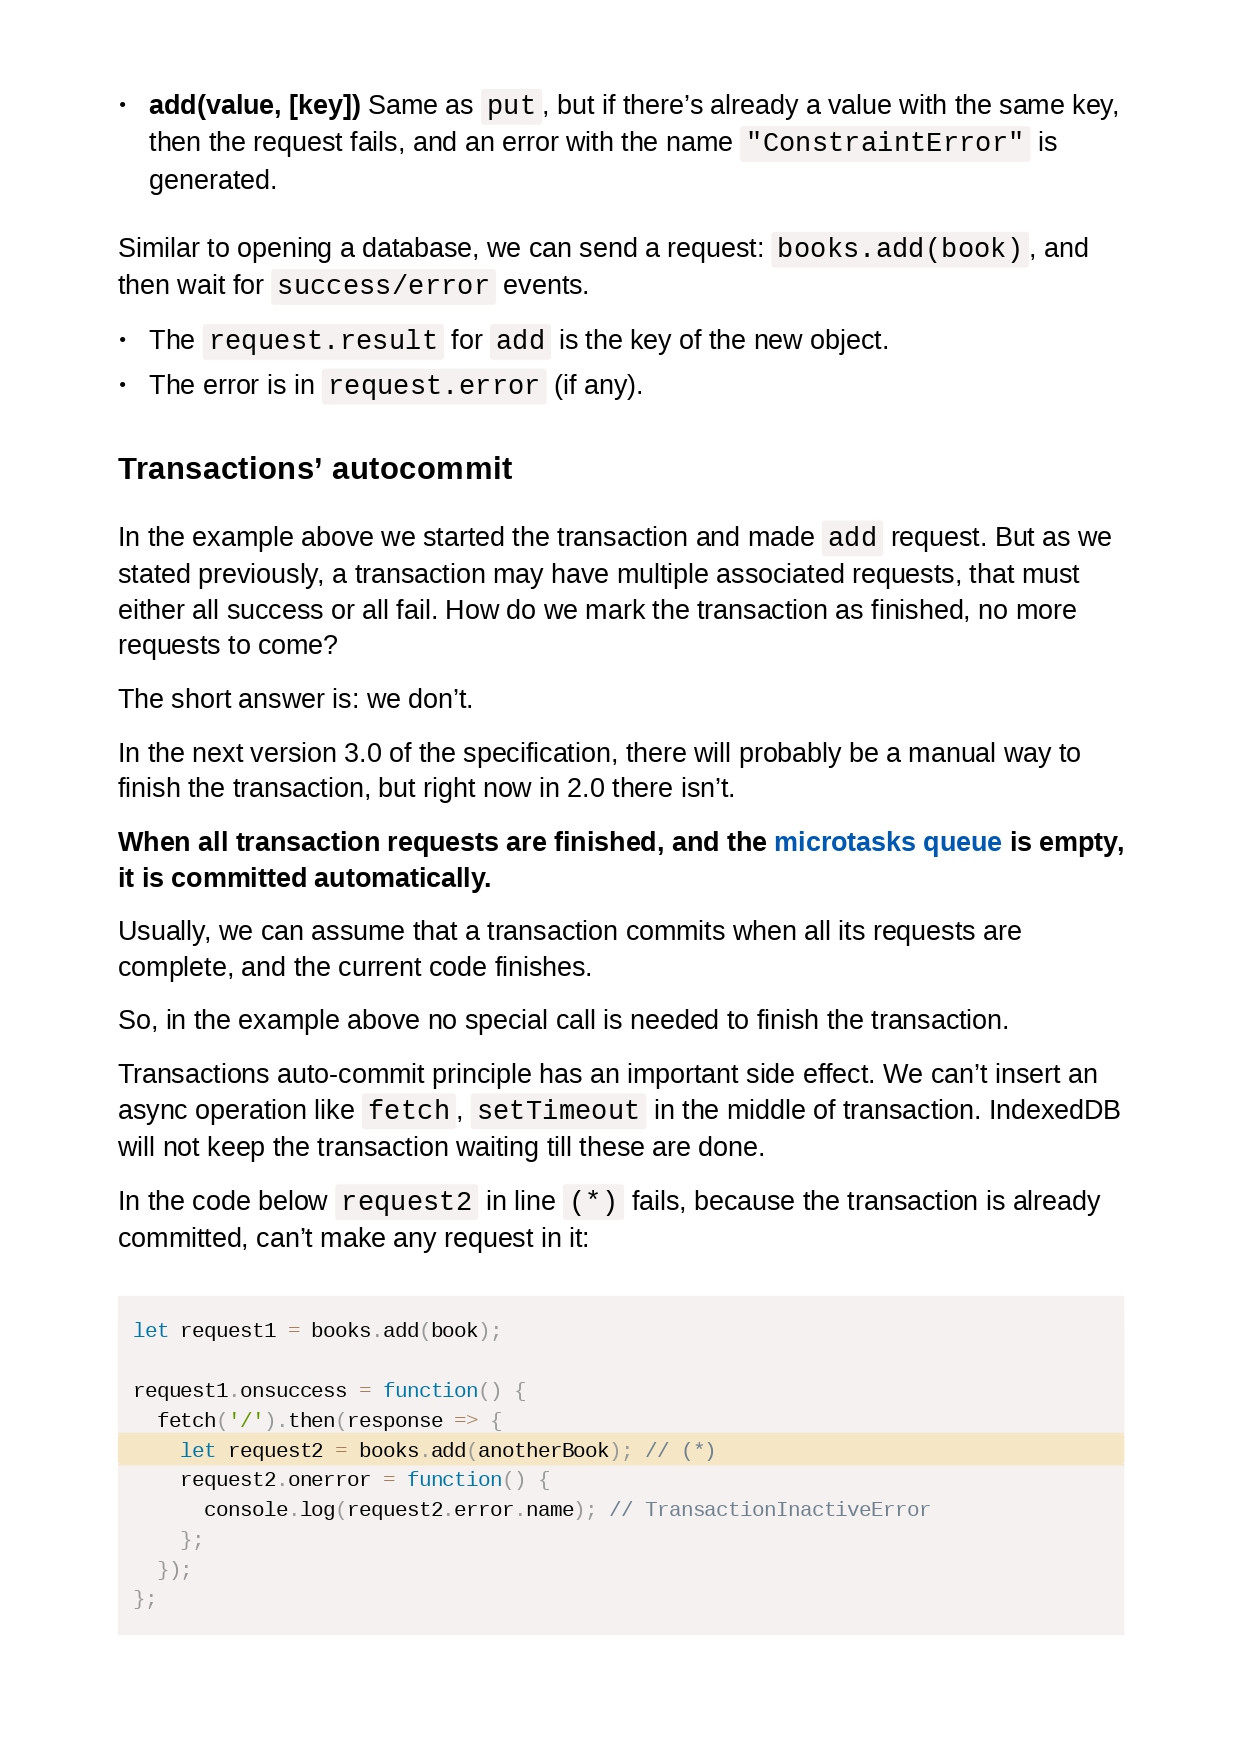 • add(value, [key]) Same as put, but if there’s already a value with the same key,
then the request fails, and an error with the name "ConstraintError" is
generated.
Similar to opening a database, we can send a request: books.add(book), and
then wait for success/error events.
• The request.result for add is the key of the new object.
• The error is in request.error (if any).
Transactions’ autocommit
In the example above we started the transaction and made add request. But as we
stated previously, a transaction may have multiple associated requests, that must
either all success or all fail. How do we mark the transaction as finished, no more
requests to come?
The short answer is: we don’t.
In the next version 3.0 of the specification, there will probably be a manual way to
finish the transaction, but right now in 2.0 there isn’t.
When all transaction requests are finished, and the microtasks queue is empty,
it is committed automatically.
Usually, we can assume that a transaction commits when all its requests are
complete, and the current code finishes.
So, in the example above no special call is needed to finish the transaction.
Transactions auto-commit principle has an important side effect. We can’t insert an
async operation like fetch, setTimeout in the middle of transaction. IndexedDB
will not keep the transaction waiting till these are done.
In the code below request2 in line (*) fails, because the transaction is already
committed, can’t make any request in it:
let request1 = books.add(book);
request1.onsuccess = function() {
  fetch('/').then(response => {
    let request2 = books.add(anotherBook); // (*)
    request2.onerror = function() {
      console.log(request2.error.name); // TransactionInactiveError
    };
  });
};